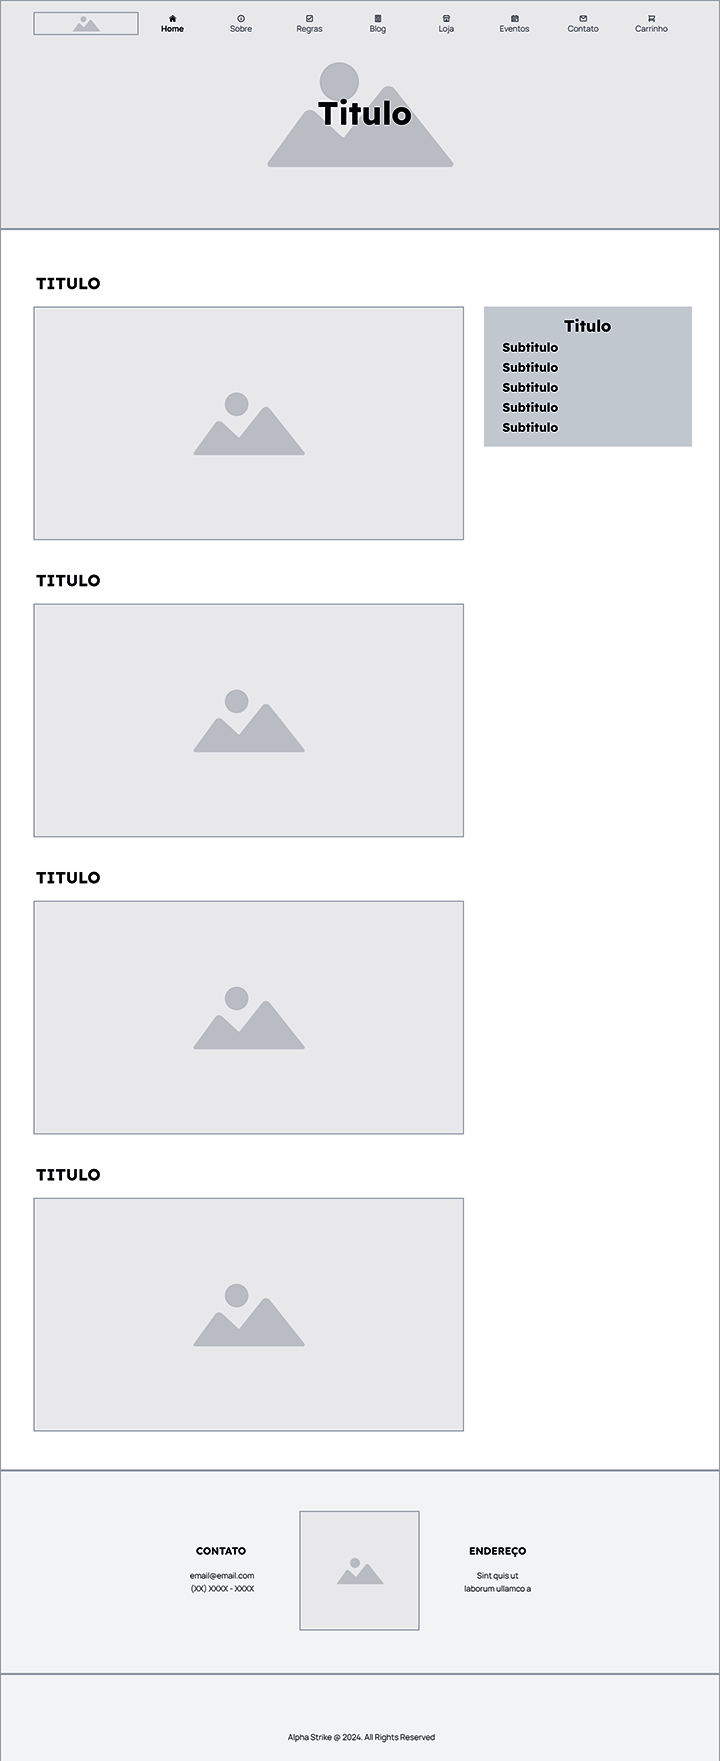 Home
Sobre
Regras
Blog
Loja
Eventos
Contato
Carrinho
Titulo
TITULO
Titulo
Subtitulo
Subtitulo
Subtitulo
Subtitulo
Subtitulo
TITULO
TITULO
TITULO
CONTATO
email@email.com
(XX) XXXX - XXXX
ENDEREÇO
Sint quis ut
laborum ullamco a
Alpha Strike @ 2024. All Rights Reserved